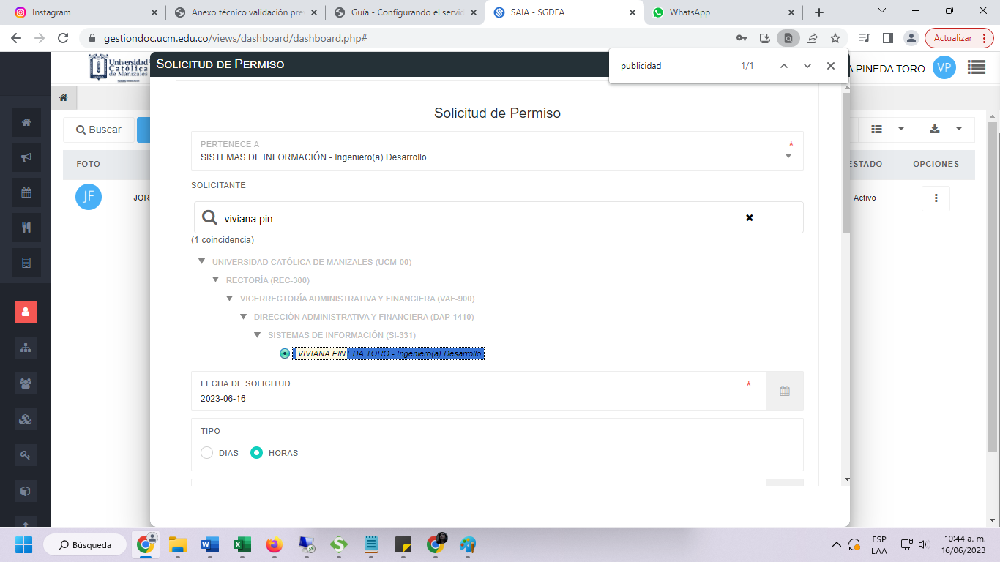 Instagram
Anexo técnico validación pre
Guía - Configurando el servic
SAIA - SGDEA
WhatsApp
gestiondoc.ucm.edu.co/views/dashboard/dashboard.php#
Actualizar
publicidad
1/1
Universidad
Católica
de Manizales
SOLICITUD DE PERMISO
A PINEDA TORO
VP
Buscar
FOTO
ESTADO
OPCIONES
JF
JOR
Activo
Solicitud de Permiso
PERTENECE A
*
SISTEMAS DE INFORMACIÓN - Ingeniero(a) Desarrollo
SOLICITANTE
viviana pin
(1 coincidencia)
UNIVERSIDAD CATÓLICA DE MANIZALES (UCM-00)
RECTORÍA (REC-300)
VICERRECTORÍA ADMINISTRATIVA Y FINANCIERA (VAF-900)
DIRECCIÓN ADMINISTRATIVA Y FINANCIERA (DAP-1410)
SISTEMAS DE INFORMACIÓN (SI-331)
VIVIANA PINEDA TORO - Ingeniero(a) Desarrollo
FECHA DE SOLICITUD
*
2023-06-16
TIPO
DIAS
HORAS
Búsqueda
ESP
LAA
10:44 a. m.
16/06/2023